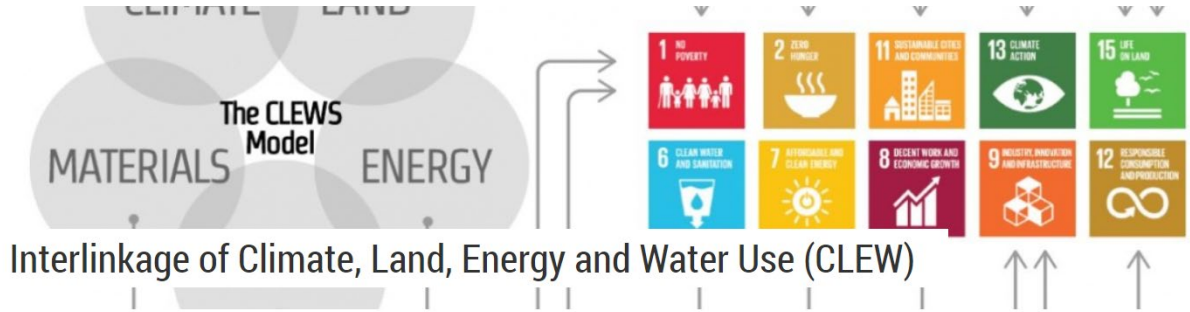 CLIMATE
LAND
The CLEWS
Model
MATERIALS
ENERGY
1 NO
POVERTY
2 ZERO
HUNGER
11 SUSTAINABLE CITIES
AND COMMUNITIES
13 CLIMATE
ACTION
15 LIFE
ON LAND
6 CLEAN WATER
AND SANITATION
7 AFFORDABLE AND
CLEAN ENERGY
8 DECENT WORK AND
ECONOMIC GROWTH
9 INDUSTRY, INNOVATION
AND INFRASTRUCTURE
12 RESPONSIBLE
CONSUMPTION
AND PRODUCTION
Interlinkage of Climate, Land, Energy and Water Use (CLEW)